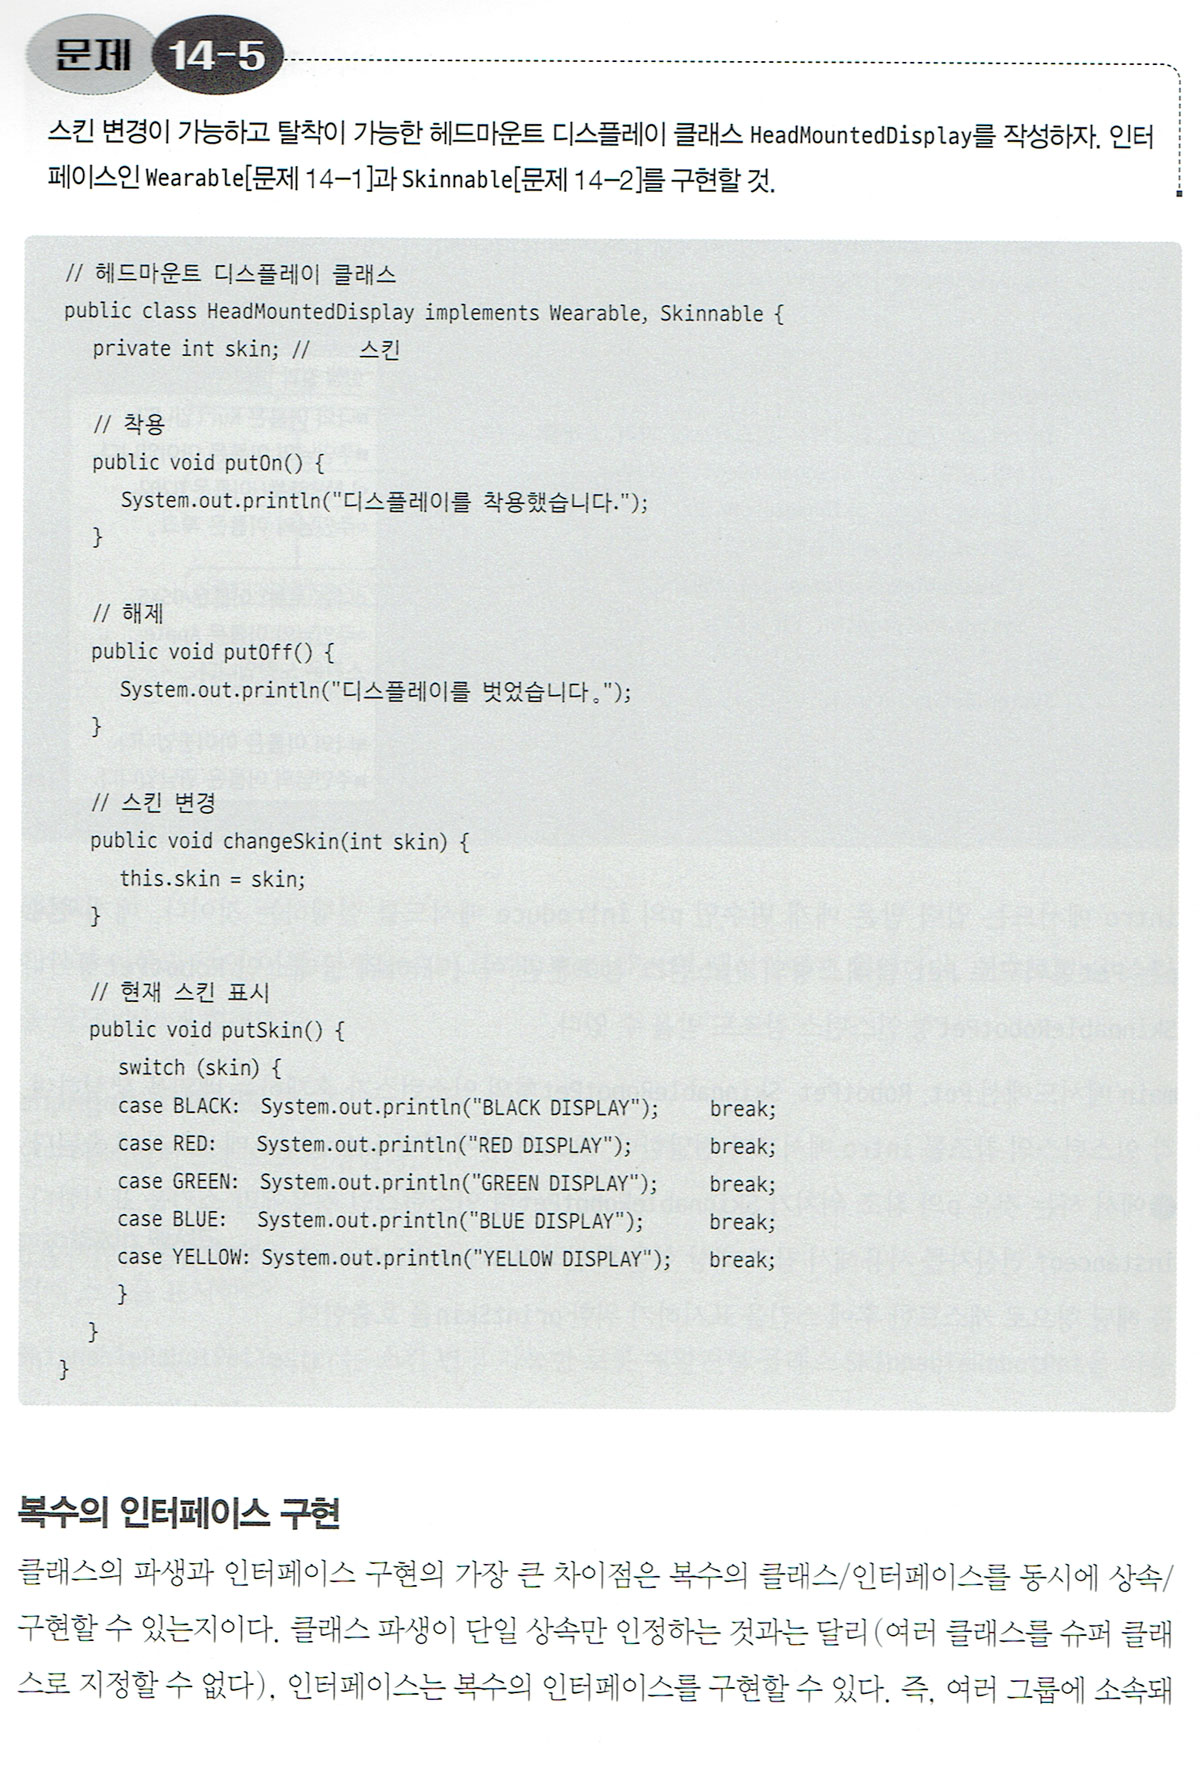 문제 14-5
스킨 변경이 가능하고 탈착이 가능한 헤드마운트 디스플레이 클래스 HeadMountedDisplay를 작성하자. 인터
페이스인 Wearable[문제 14-1]과 Skinnable[문제 14-2]를 구현할 것.
// 헤드마운트 디스플레이 클래스
public class HeadMountedDisplay implements Wearable, Skinnable {
private int skin; // 스킨
// 착용
public void putOn() {
System.out.println("디스플레이를 착용했습니다.");
}
// 해제
public void putOff() {
System.out.println("디스플레이를 벗었습니다。");
}
// 스킨 변경
public void changeSkin(int skin) {
this.skin = skin;
}
// 현재 스킨 표시
public void putSkin() {
switch (skin) {
case BLACK: System.out.println("BLACK DISPLAY"); break;
case RED: System.out.println("RED DISPLAY"); break;
case GREEN: System.out.println("GREEN DISPLAY"); break;
case BLUE: System.out.println("BLUE DISPLAY"); break;
case YELLOW: System.out.println("YELLOW DISPLAY"); break;
}
}
}
복수의 인터페이스 구현
클래스의 파생과 인터페이스 구현의 가장 큰 차이점은 복수의 클래스/인터페이스를 동시에 상속/
구현할 수 있는지이다. 클래스 파생이 단일 상속만 인정하는 것과는 달리(여러 클래스를 슈퍼 클래
스로 지정할 수 없다), 인터페이스는 복수의 인터페이스를 구현할 수 있다. 즉, 여러 그룹에 소속돼